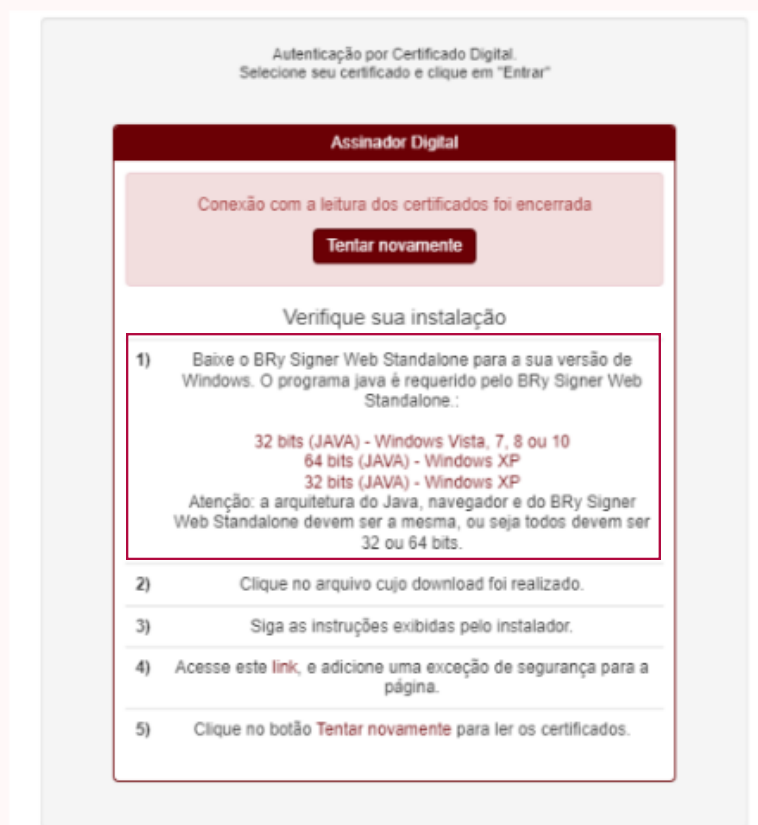 Autenticação por Certificado Digital.
Selecione seu certificado e clique em "Entrar"
Assinador Digital
Conexão com a leitura dos certificados foi encerrada
Tentar novamente
Verifique sua instalação
1) Baixe o BRy Signer Web Standalone para a sua versão de
Windows. O programa java é requerido pelo BRy Signer Web
Standalone.:
32 bits (JAVA) - Windows Vista, 7, 8 ou 10
64 bits (JAVA) - Windows XP
32 bits (JAVA) - Windows XP
Atenção: a arquitetura do Java, navegador e do BRy Signer
Web Standalone devem ser a mesma, ou seja todos devem ser
32 ou 64 bits.
2) Clique no arquivo cujo download foi realizado.
3) Siga as instruções exibidas pelo instalador.
4) Acesse este link, e adicione uma exceção de segurança para a
página.
5) Clique no botão Tentar novamente para ler os certificados.